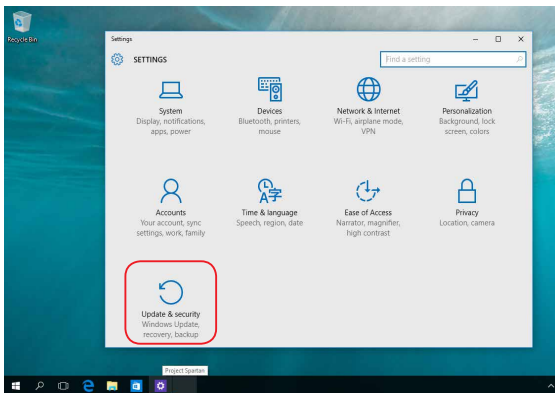 Recycle Bin
Settings
SETTINGS
Find a setting
System
Display, notifications,
apps, power
Devices
Bluetooth, printers,
mouse
Network & Internet
Wi-Fi, airplane mode,
VPN
Personalization
Background, lock
screen, colors
Accounts
Your account, sync
settings, work, family
Time & language
Speech, region, date
Ease of Access
Narrator, magnifier,
high contrast
Privacy
Location, camera
Update & security
Windows Update,
recovery, backup
Project Spartan